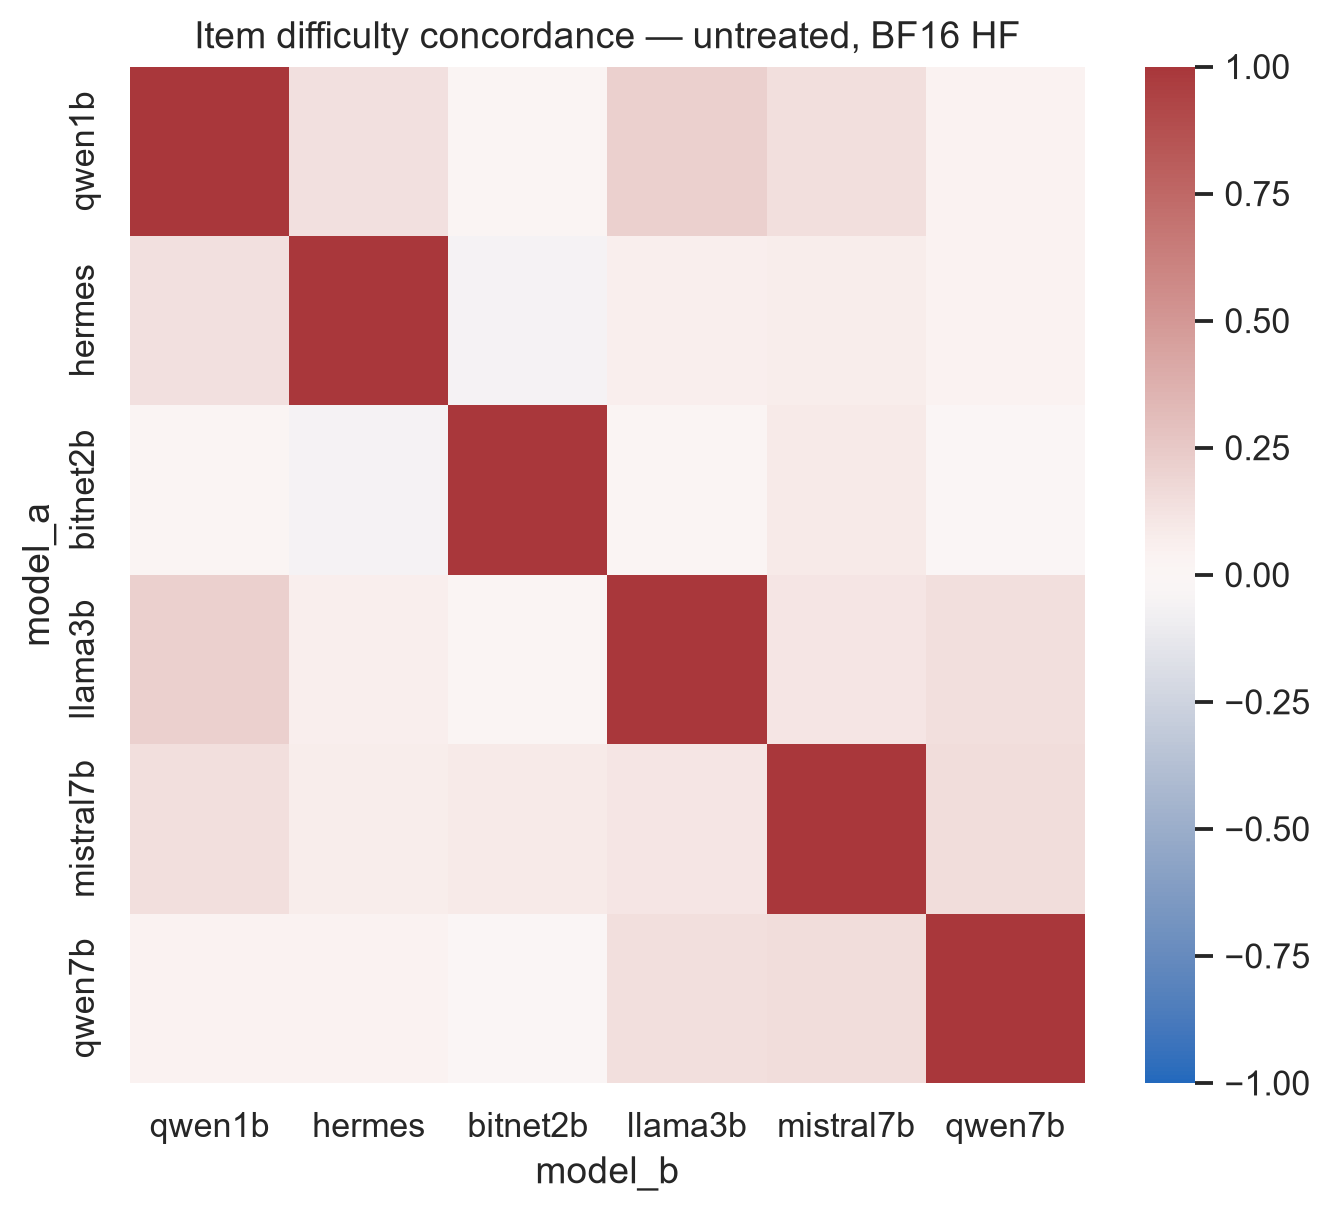 Item difficulty concordance — untreated, BF16 HF
model_a
qwen1b
hermes
bitnet2b
llama3b
mistral7b
qwen7b
qwen1b
hermes
bitnet2b
llama3b
mistral7b
qwen7b
model_b
1.00
0.75
0.50
0.25
0.00
−0.25
−0.50
−0.75
−1.00